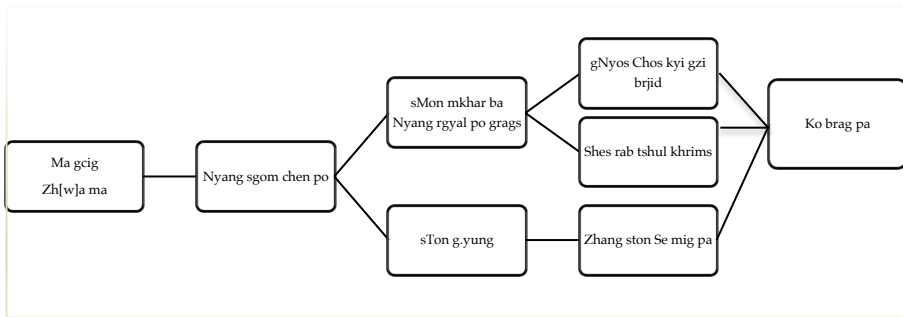 Ma gcig
Zh[w]a ma
Nyang sgom chen po
sMon mkhar ba
Nyang rgyal po grags
sTon g.yung
gNyos Chos kyi gzi
brjid
Shes rab tshul khrims
Zhang ston Se mig pa
Ko brag pa